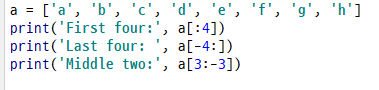 a = ['a', 'b', 'c', 'd', 'e', 'f', 'g', 'h']
print('First four:', a[:4])
print('Last four: ', a[-4:])
print('Middle two:', a[3:-3])